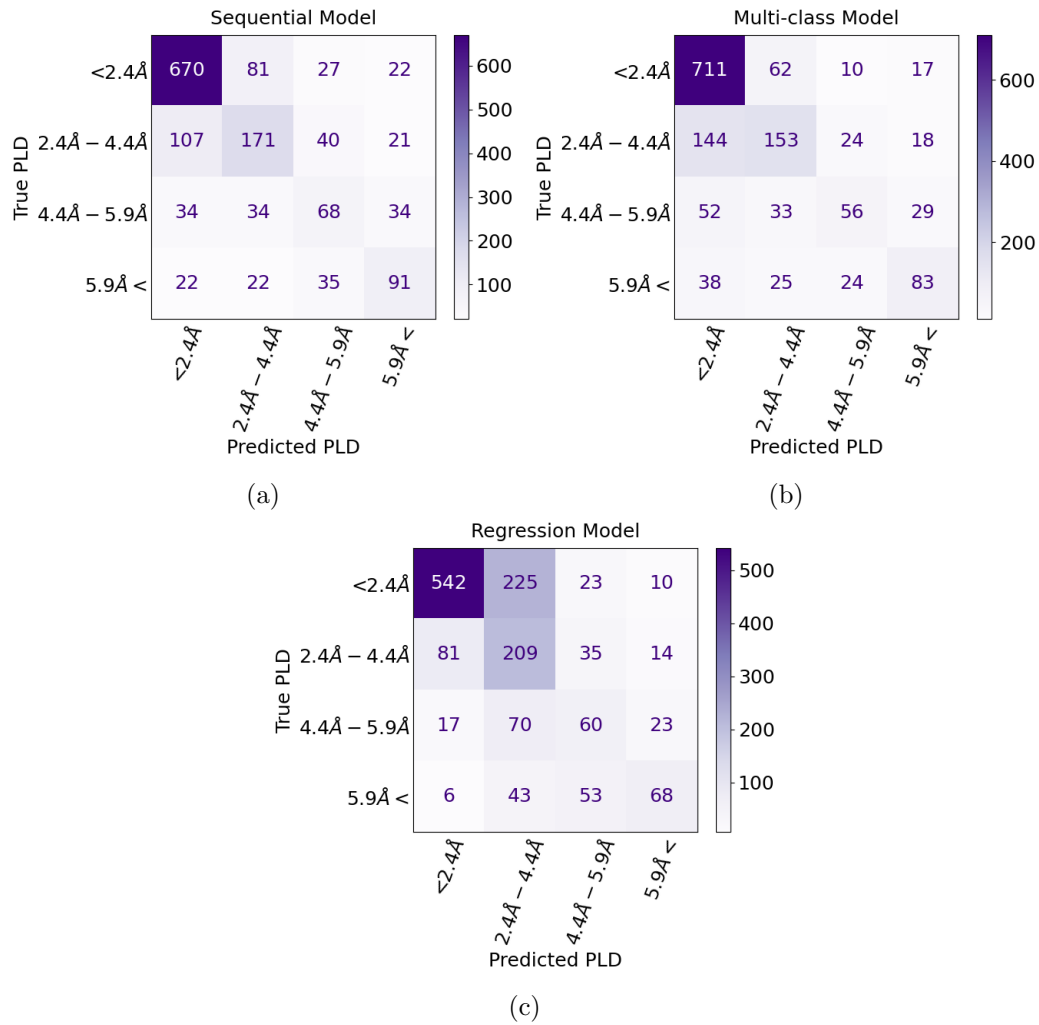 Sequential Model
True PLD
<2.4Å 670 81 27 22
2.4Å − 4.4Å 107 171 40 21
4.4Å − 5.9Å 34 34 68 34
5.9Å < 22 22 35 91
600
500
400
300
200
100
<2.4Å
2.4Å − 4.4Å
4.4Å − 5.9Å
5.9Å <
Predicted PLD
(a)
Multi-class Model
True PLD
<2.4Å 711 62 10 17
2.4Å − 4.4Å 144 153 24 18
4.4Å − 5.9Å 52 33 56 29
5.9Å < 38 25 24 83
600
400
200
<2.4Å
2.4Å − 4.4Å
4.4Å − 5.9Å
5.9Å <
Predicted PLD
(b)
Regression Model
True PLD
<2.4Å 542 225 23 10
2.4Å − 4.4Å 81 209 35 14
4.4Å − 5.9Å 17 70 60 23
5.9Å < 6 43 53 68
500
400
300
200
100
<2.4Å
2.4Å − 4.4Å
4.4Å − 5.9Å
5.9Å <
Predicted PLD
(c)